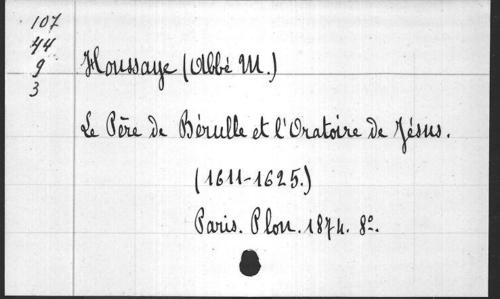 107
44
9
3
Houssaye (Abbé M.)
Le Père de Bérulle et l'Oratoire de Jésus.
(1611-1625.)
Paris. Plon. 1874. 8º.